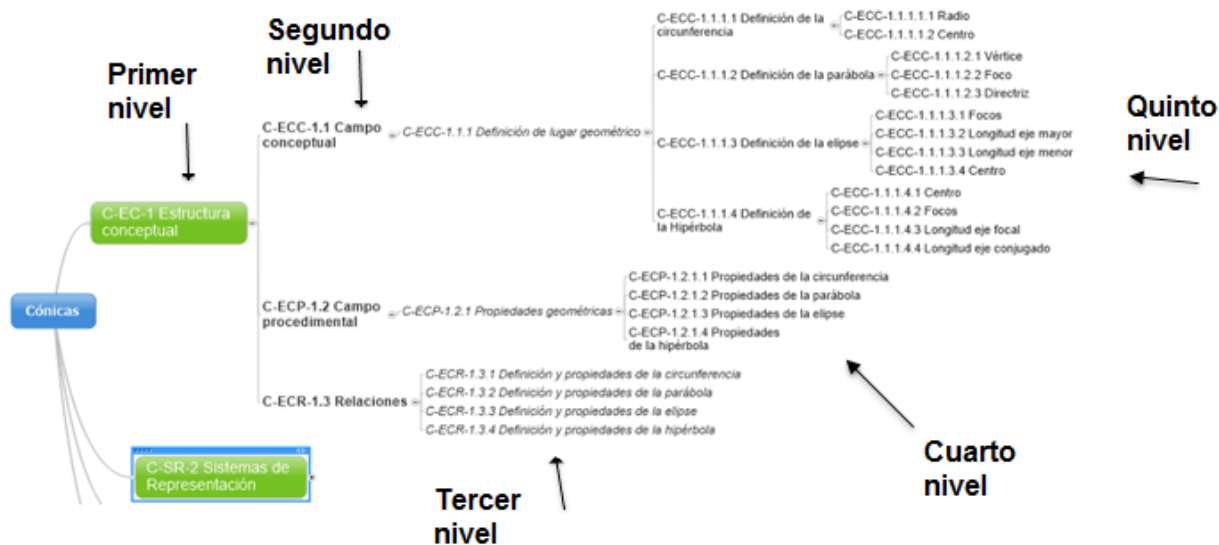 Primer
nivel
Segundo
nivel
Tercer
nivel
Cuarto
nivel
Quinto
nivel
Cónicas
C-EC-1 Estructura
conceptual
C-ECC-1.1 Campo
conceptual
C-ECC-1.1.1 Definición de lugar geométrico
C-ECC-1.1.1.1 Definición de la
circunferencia
C-ECC-1.1.1.1.1 Radio
C-ECC-1.1.1.1.2 Centro
C-ECC-1.1.1.2 Definición de la parábola
C-ECC-1.1.1.2.1 Vértice
C-ECC-1.1.1.2.2 Foco
C-ECC-1.1.1.2.3 Directriz
C-ECC-1.1.1.3 Definición de la elipse
C-ECC-1.1.1.3.1 Focos
C-ECC-1.1.1.3.2 Longitud eje mayor
C-ECC-1.1.1.3.3 Longitud eje menor
C-ECC-1.1.1.3.4 Centro
C-ECC-1.1.1.4 Definición de
la Hipérbola
C-ECC-1.1.1.4.1 Centro
C-ECC-1.1.1.4.2 Focos
C-ECC-1.1.1.4.3 Longitud eje focal
C-ECC-1.1.1.4.4 Longitud eje conjugado
C-ECP-1.2 Campo
procedimental
C-ECP-1.2.1 Propiedades geométricas
C-ECP-1.2.1.1 Propiedades de la circunferencia
C-ECP-1.2.1.2 Propiedades de la parábola
C-ECP-1.2.1.3 Propiedades de la elipse
C-ECP-1.2.1.4 Propiedades
de la hipérbola
C-ECR-1.3 Relaciones
C-ECR-1.3.1 Definición y propiedades de la circunferencia
C-ECR-1.3.2 Definición y propiedades de la parábola
C-ECR-1.3.3 Definición y propiedades de la elipse
C-ECR-1.3.4 Definición y propiedades de la hipérbola
C-SR-2 Sistemas de
Representación